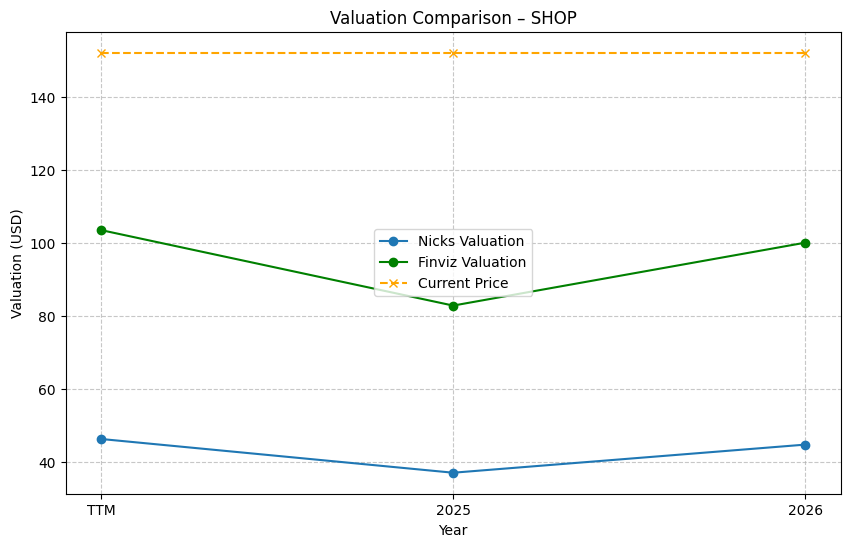 Valuation Comparison – SHOP
Valuation (USD)
140
120
100
80
60
40
Nicks Valuation
Finviz Valuation
Current Price
TTM
2025
2026
Year